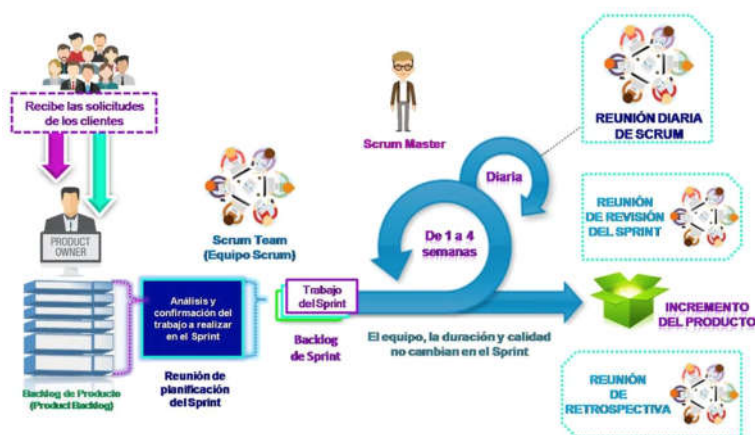 Recibe las solicitudes
de los clientes
PRODUCT
OWNER
Backlog de Producto
(Product Backlog)
Análisis y
confirmación del
trabajo a realizar
en el Sprint
Reunión de
planificación
del Sprint
Scrum Team
(Equipo Scrum)
Trabajo
del Sprint
Backlog
de Sprint
Scrum Master
De 1 a 4
semanas
Diaria
El equipo, la duración y calidad
no cambian en el Sprint
REUNIÓN DIARIA
DE SCRUM
REUNIÓN
DE REVISIÓN
DEL SPRINT
INCREMENTO
DEL PRODUCTO
REUNIÓN
DE
RETROSPECTIVA